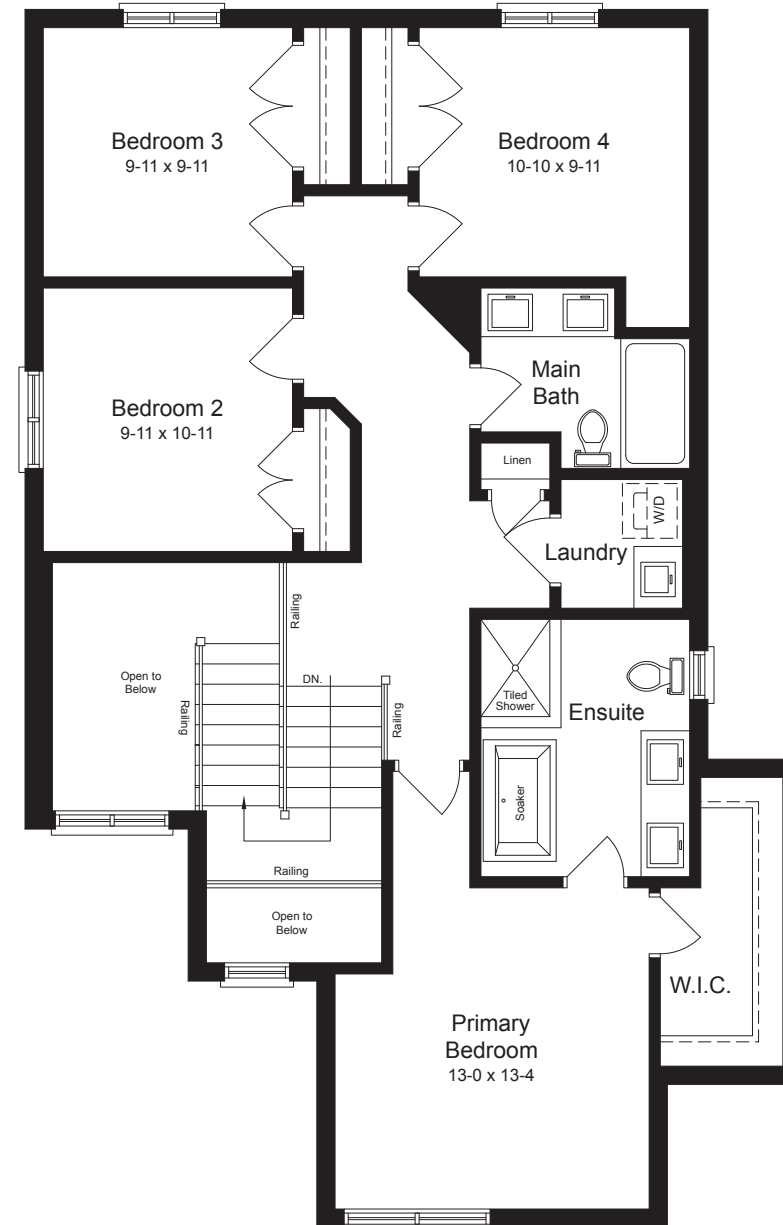 Bedroom 3
9-11 x 9-11
Bedroom 4
10-10 x 9-11
Main
Bath
Bedroom 2
9-11 x 10-11
Linen
W/D
Laundry
Railing
Open to
Below
DN.
Railing
Railing
Tiled
Shower
Ensuite
Soaker
Railing
Open to
Below
W.I.C.
Primary
Bedroom
13-0 x 13-4